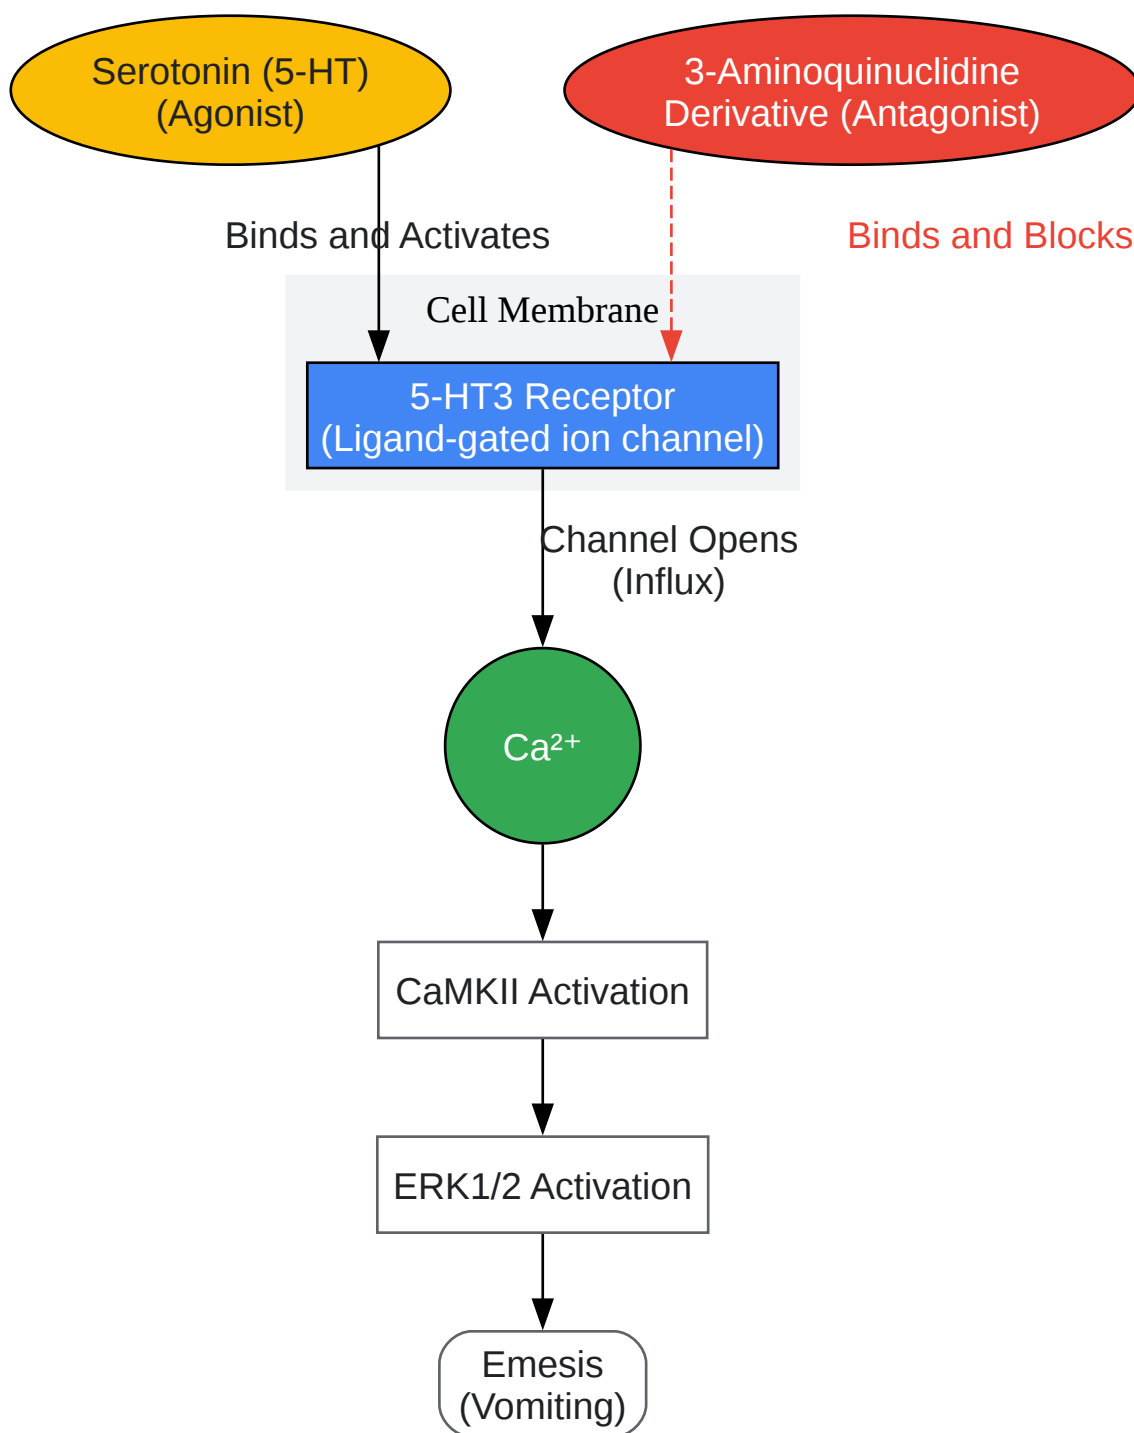 Serotonin (5-HT)
(Agonist)
3-Aminoquinuclidine
Derivative (Antagonist)
Binds and Activates
Binds and Blocks
Cell Membrane
5-HT3 Receptor
(Ligand-gated ion channel)
Channel Opens
(Influx)
Ca²⁺
CaMKII Activation
ERK1/2 Activation
Emesis
(Vomiting)